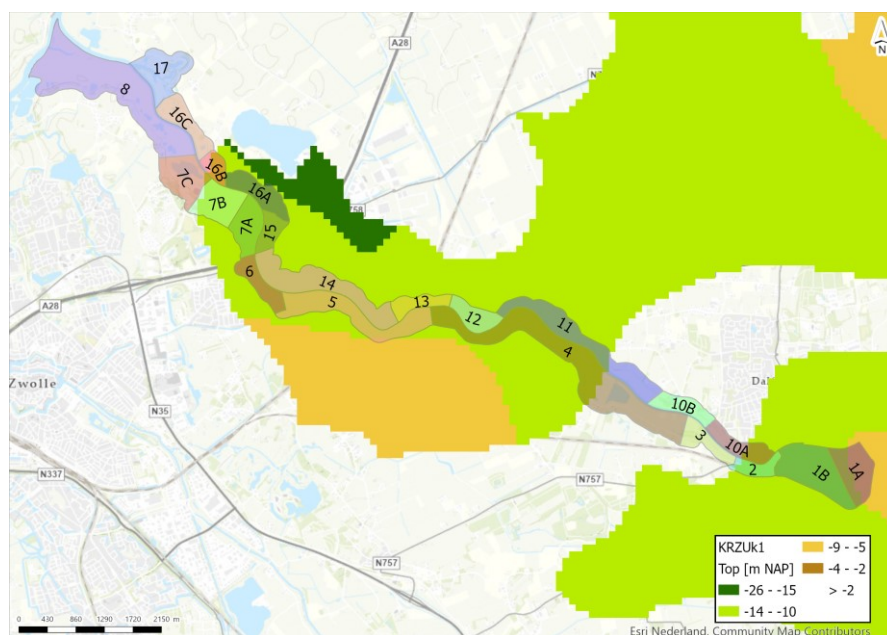 N
A28
17
8
16C
16B
7C
16A
7B
7A
15
6
14
5
13
12
11
4
A28
Zwolle
N35
10B
3
10A
2
1B
1A
N337
N757
N757
KRZUk1
Top [m NAP]
-26 - -15
-14 - -10
-9 - -5
-4 - -2
> -2
0 430 860 1290 1720 2150 m
Esri Nederland, Community Map Contributors